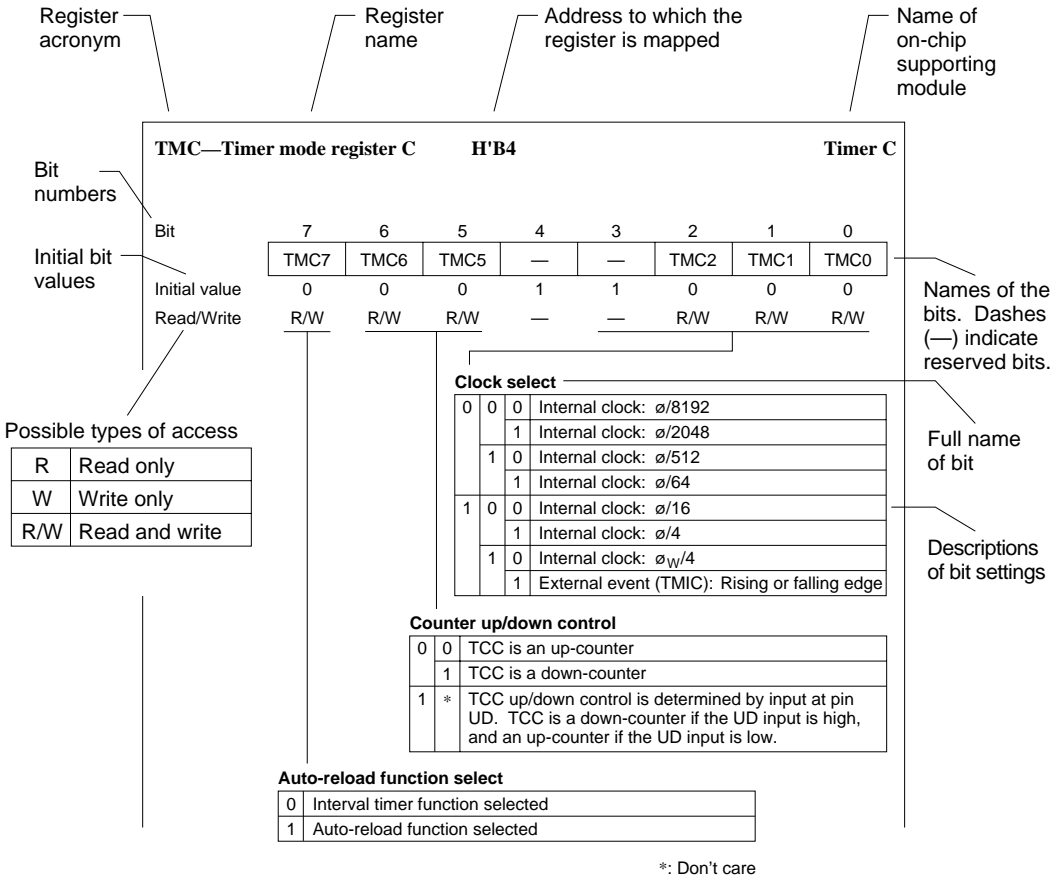 Register acronym
Register name
Address to which the register is mapped
Name of on-chip supporting module
TMC—Timer mode register C H'B4 Timer C
Bit numbers
Bit 7 6 5 4 3 2 1 0
Initial bit values
TMC7 TMC6 TMC5 — — TMC2 TMC1 TMC0
Initial value 0 0 0 1 1 0 0 0
Read/Write R/W R/W R/W — — R/W R/W R/W
Names of the bits. Dashes (—) indicate reserved bits.
Possible types of access
R Read only
W Write only
R/W Read and write
Clock select
0 0 0 Internal clock: ø/8192
1 Internal clock: ø/2048
1 0 Internal clock: ø/512
1 Internal clock: ø/64
1 0 0 Internal clock: ø/16
1 Internal clock: ø/4
1 0 Internal clock: øW/4
1 External event (TMIC): Rising or falling edge
Full name of bit
Descriptions of bit settings
Counter up/down control
0 0 TCC is an up-counter
1 TCC is a down-counter
1 * TCC up/down control is determined by input at pin
UD. TCC is a down-counter if the UD input is high,
and an up-counter if the UD input is low.
Auto-reload function select
0 Interval timer function selected
1 Auto-reload function selected
*: Don't care